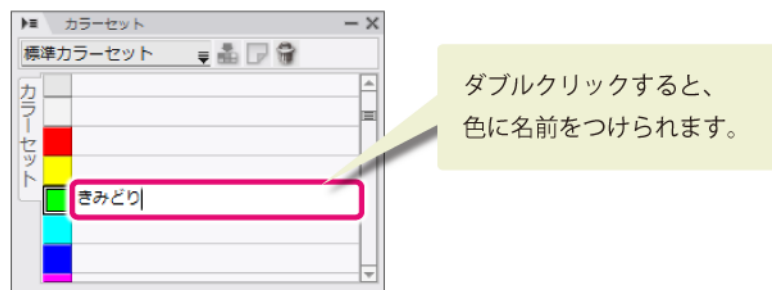 カラーセット
標準カラーセット
カラーセット
きみどり
ダブルクリックすると、
色に名前をつけられます。